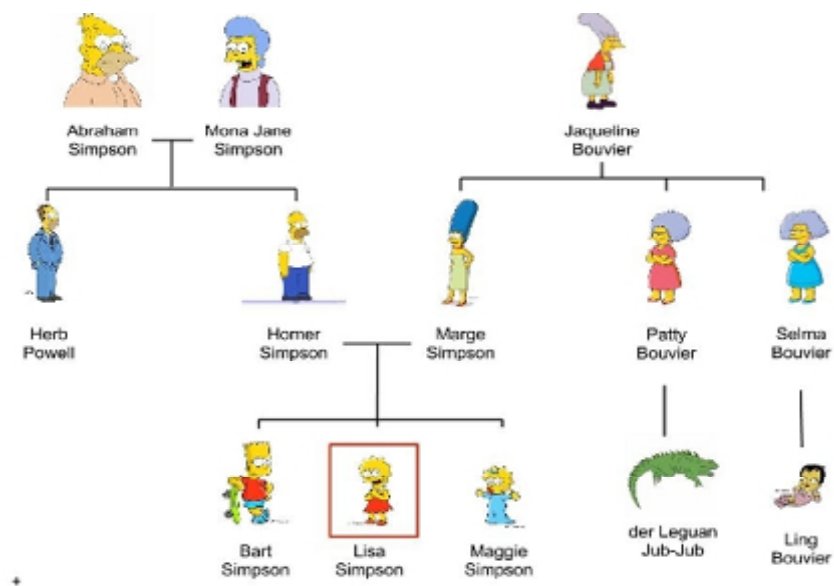 Abraham
Simpson
Mona Jane
Simpson
Jaqueline
Bouvier
Herb
Powell
Homer
Simpson
Marge
Simpson
Patty
Bouvier
Selma
Bouvier
Bart
Simpson
Lisa
Simpson
Maggie
Simpson
der Leguan
Jub-Jub
Ling
Bouvier